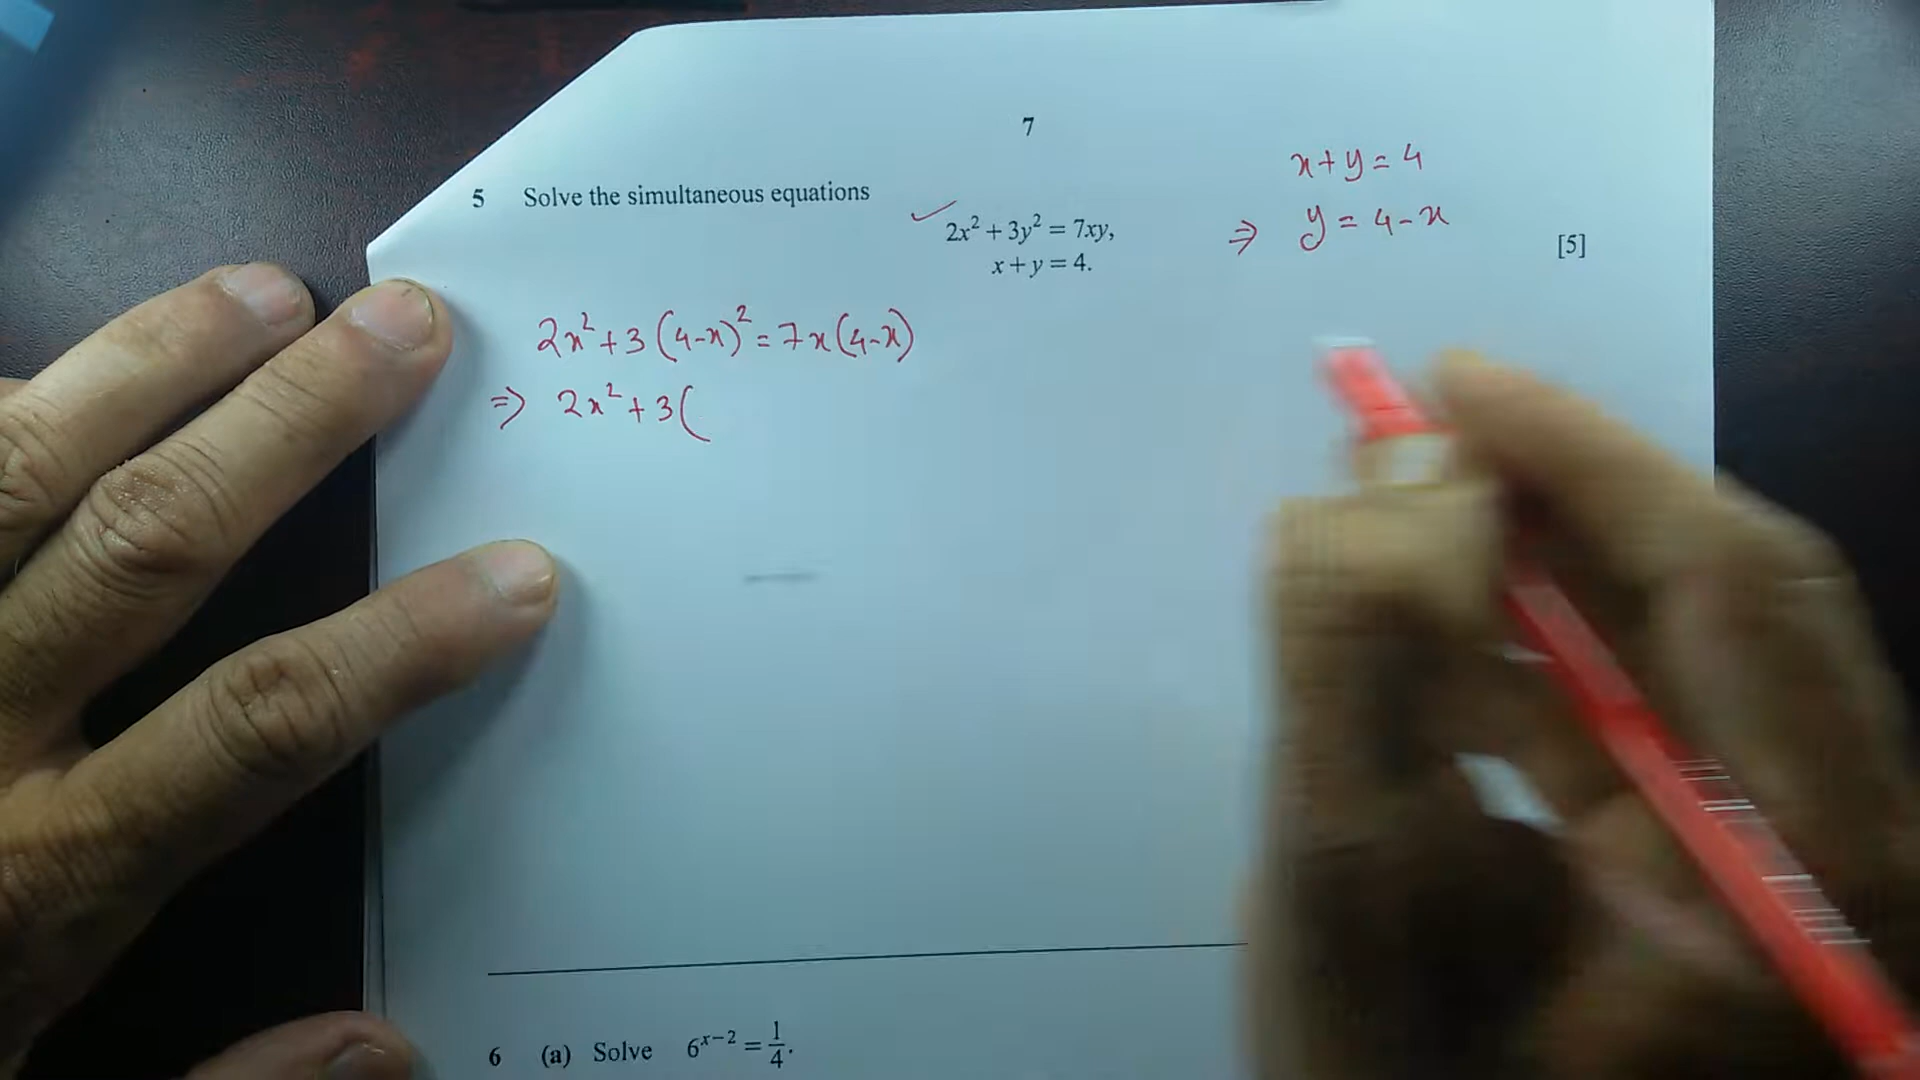 7
5 Solve the simultaneous equations
2x² + 3y² = 7xy,
x + y = 4.
[5]
x+y=4
⇒ y = 4-x
2x²+3(4-x)²=7x(4-x)
⇒ 2x²+3(
6 (a) Solve 6^{x-2} = 1/4.